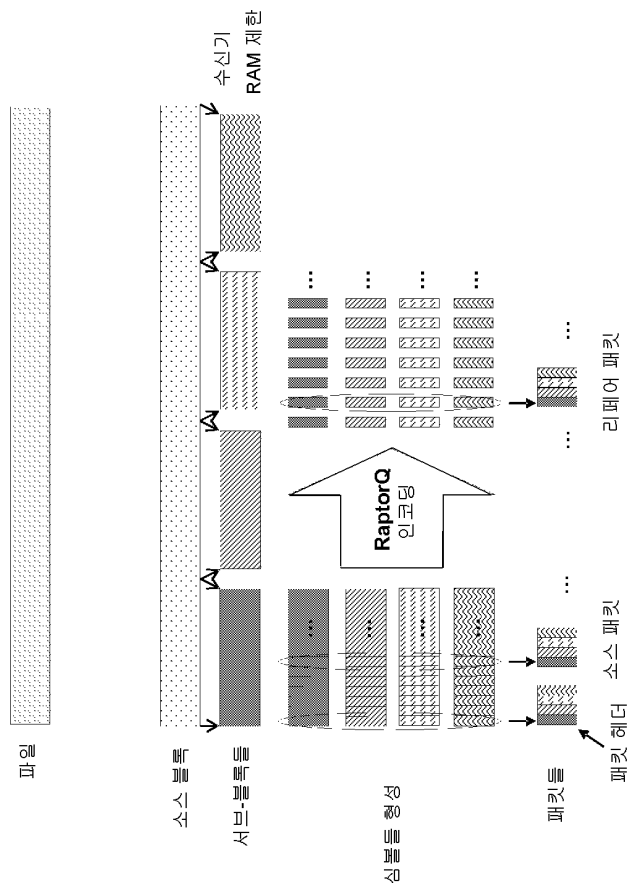 파일
소스 블록
서브-블록들
수신기
RAM 제한
심볼들 형성
RaptorQ
인코딩
패킷들
패킷 헤더
소스 패킷
리페어 패킷